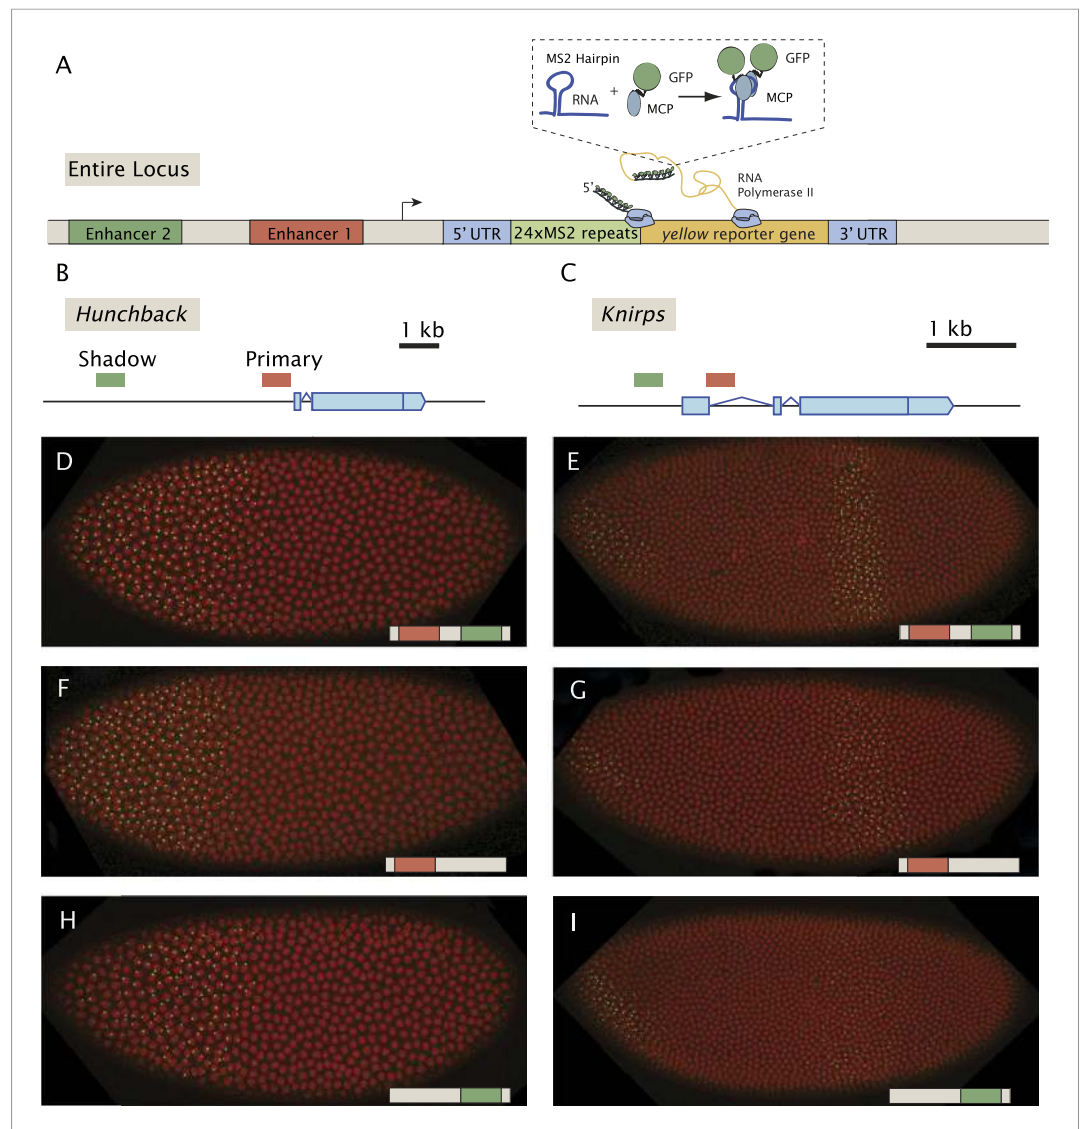 A
MS2 Hairpin
RNA
+
GFP
MCP
GFP
MCP
Entire Locus
5'
RNA
Polymerase II
Enhancer 2
Enhancer 1
5' UTR
24xMS2 repeats
yellow reporter gene
3' UTR
B
Hunchback
1 kb
Shadow
Primary
C
Knirps
1 kb
D
E
F
G
H
I